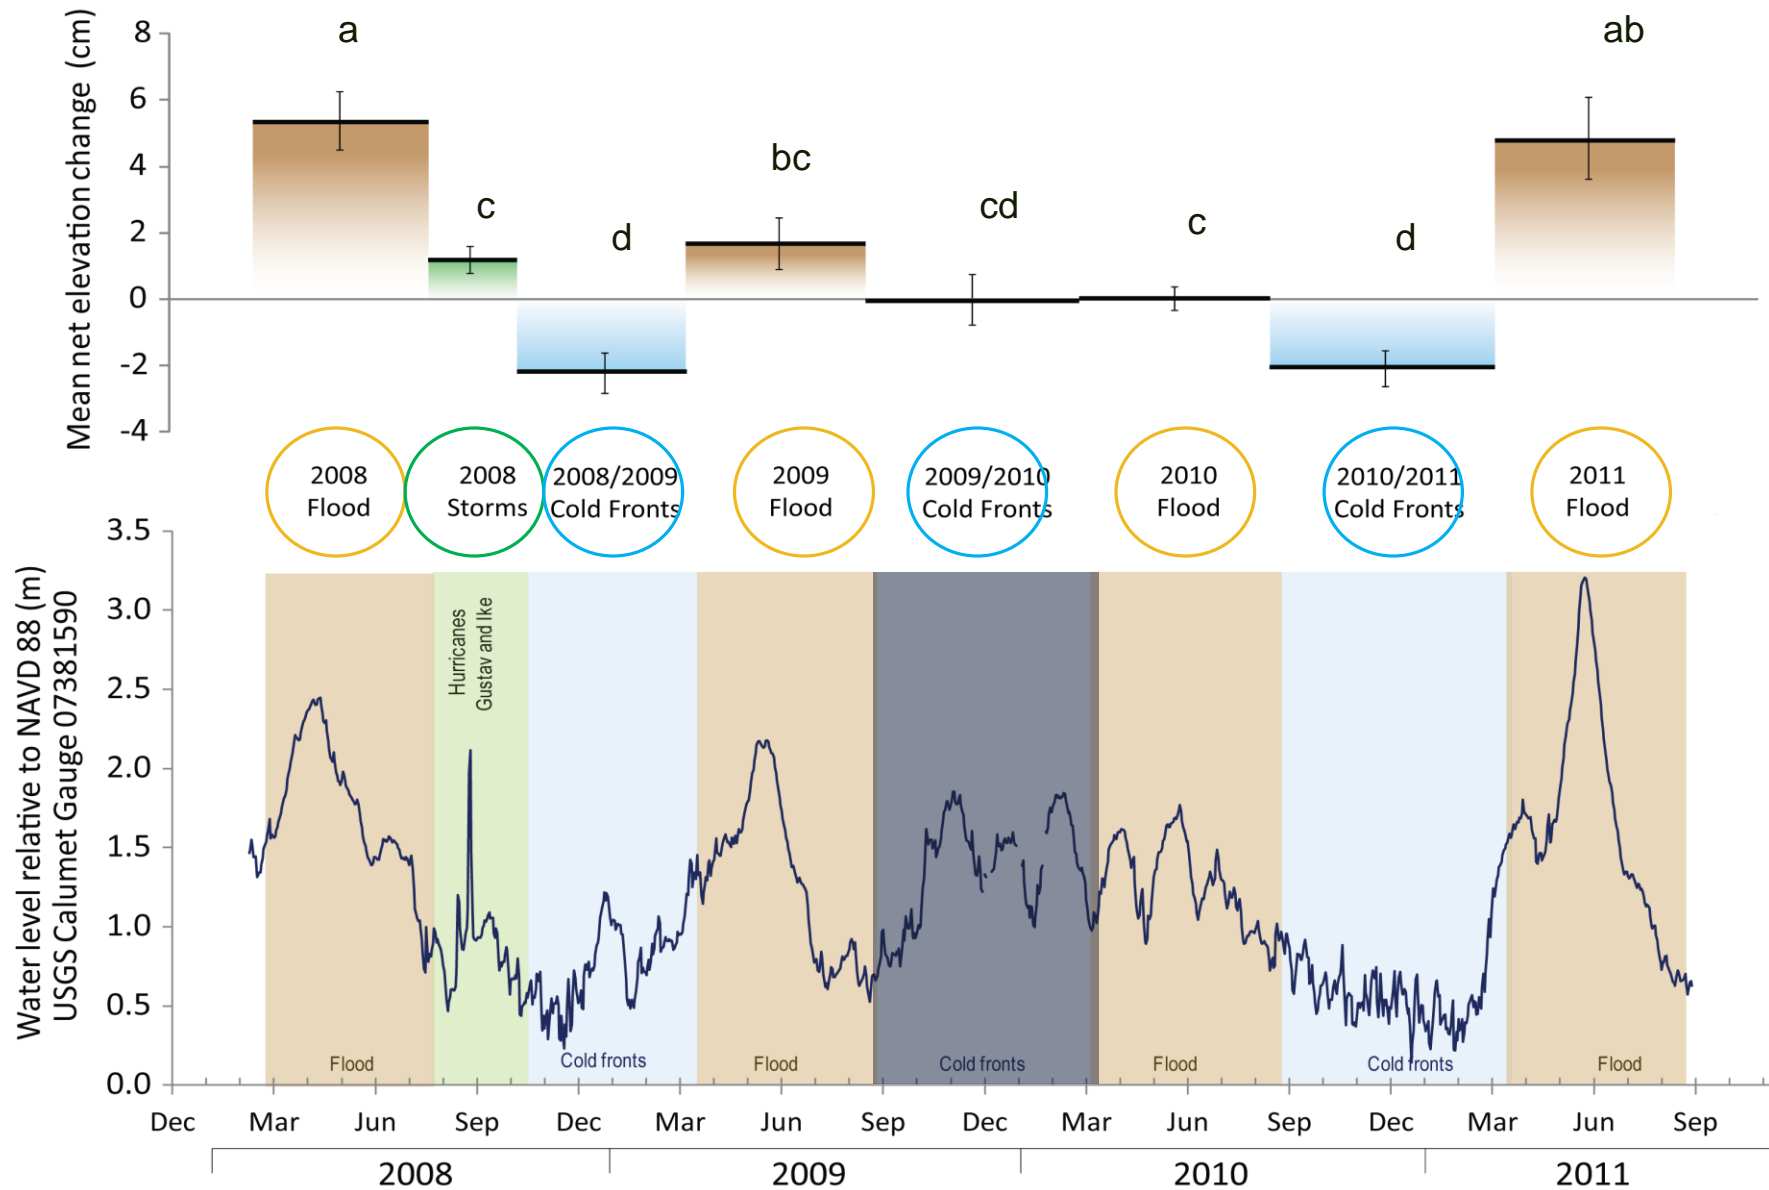 Mean net elevation change (cm)
8
6
4
2
0
-2
-4
a
c
d
bc
cd
c
d
ab
2008
Flood
2008
Storms
2008/2009
Cold Fronts
2009
Flood
2009/2010
Cold Fronts
2010
Flood
2010/2011
Cold Fronts
2011
Flood
Water level relative to NAVD 88 (m)
USGS Calumet Gauge 07381590
3.5
3.0
2.5
2.0
1.5
1.0
0.5
0.0
Hurricanes
Gustav and Ike
Flood
Cold fronts
Flood
Cold fronts
Flood
Cold fronts
Flood
Dec Mar Jun Sep Dec Mar Jun Sep Dec Mar Jun Sep Dec Mar Jun Sep
2008 2009 2010 2011